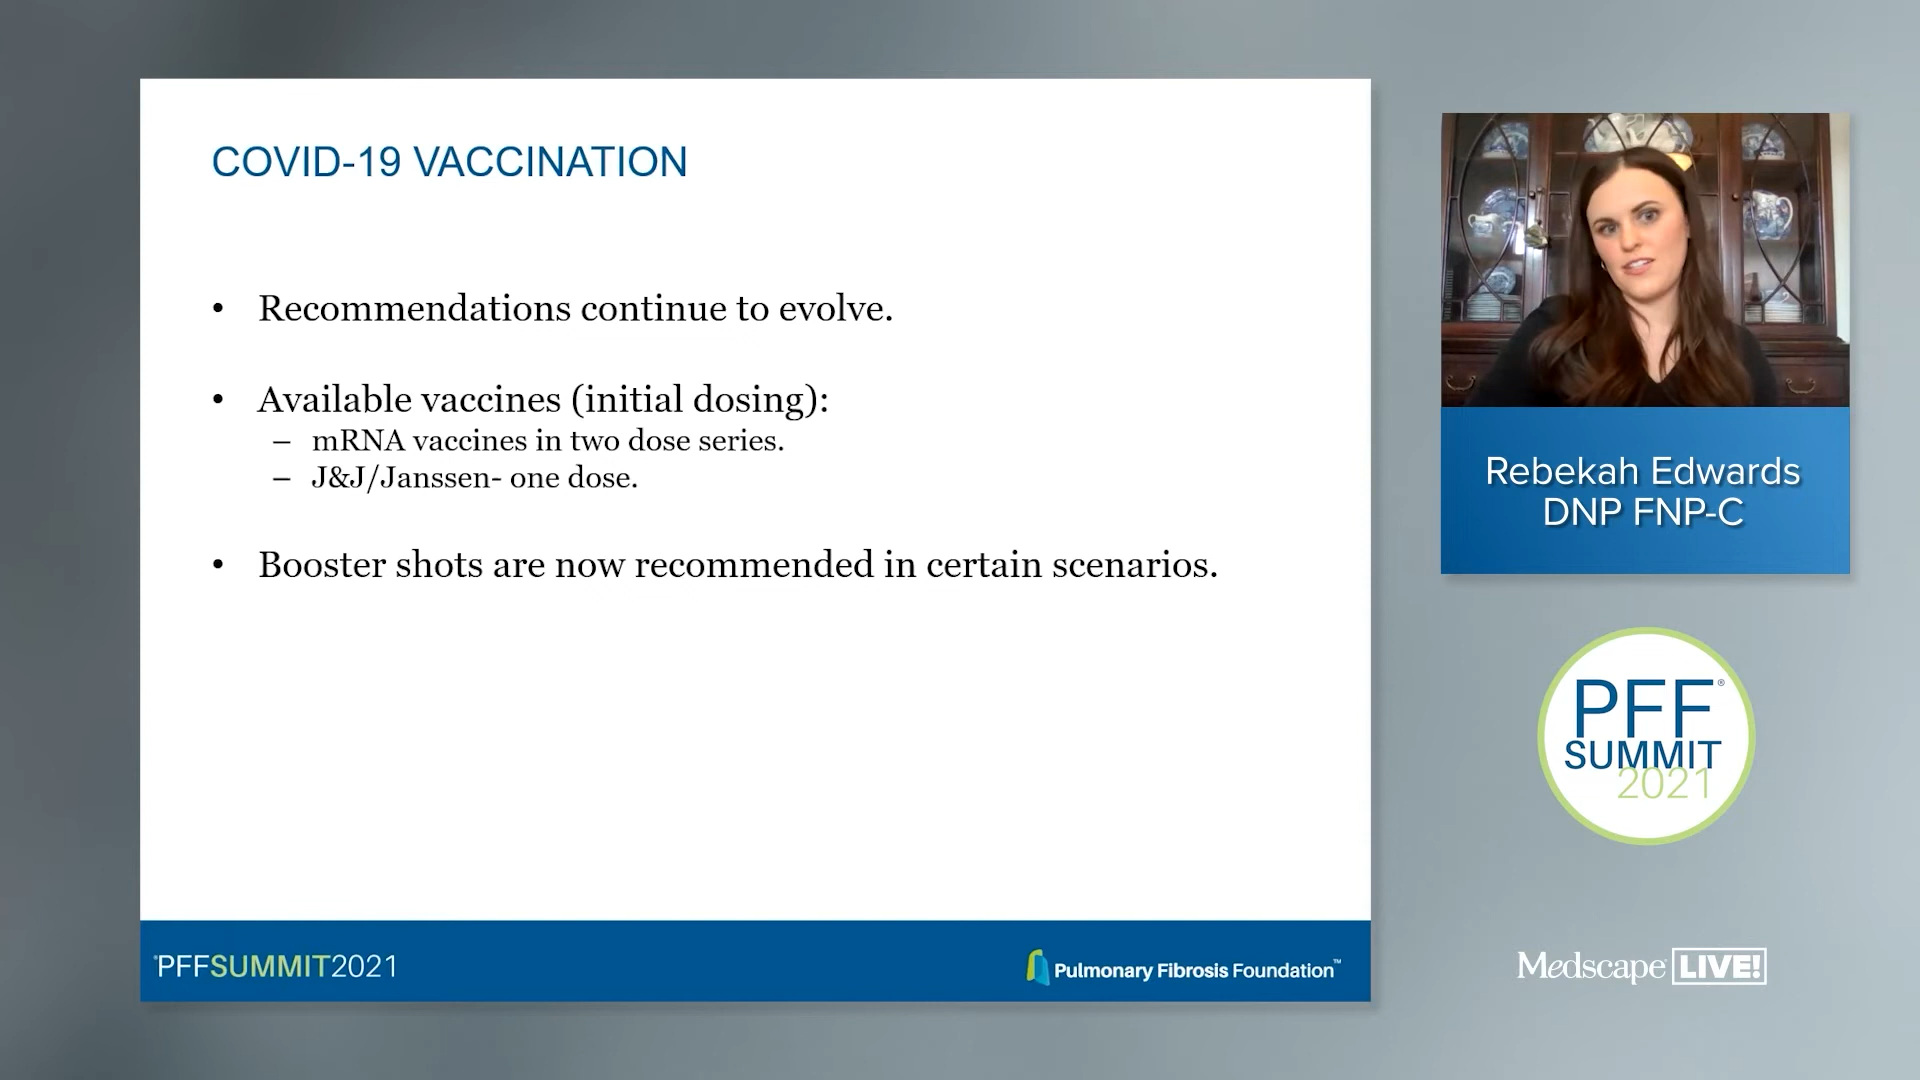 COVID-19 VACCINATION
• Recommendations continue to evolve.
• Available vaccines (initial dosing):
– mRNA vaccines in two dose series.
– J&J/Janssen- one dose.
• Booster shots are now recommended in certain scenarios.
PFFSUMMIT2021
Pulmonary Fibrosis Foundation™
Rebekah Edwards
DNP FNP-C
PFF®
SUMMIT
2021
Medscape LIVE!